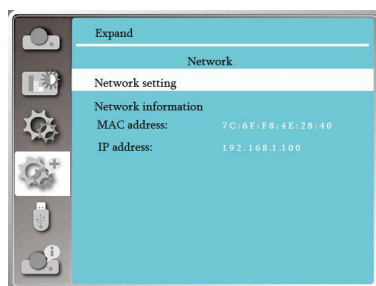 Expand
Network
Network setting
Network information
MAC address: 7C:6F:F8:4E:28:40
IP address: 192.168.1.100